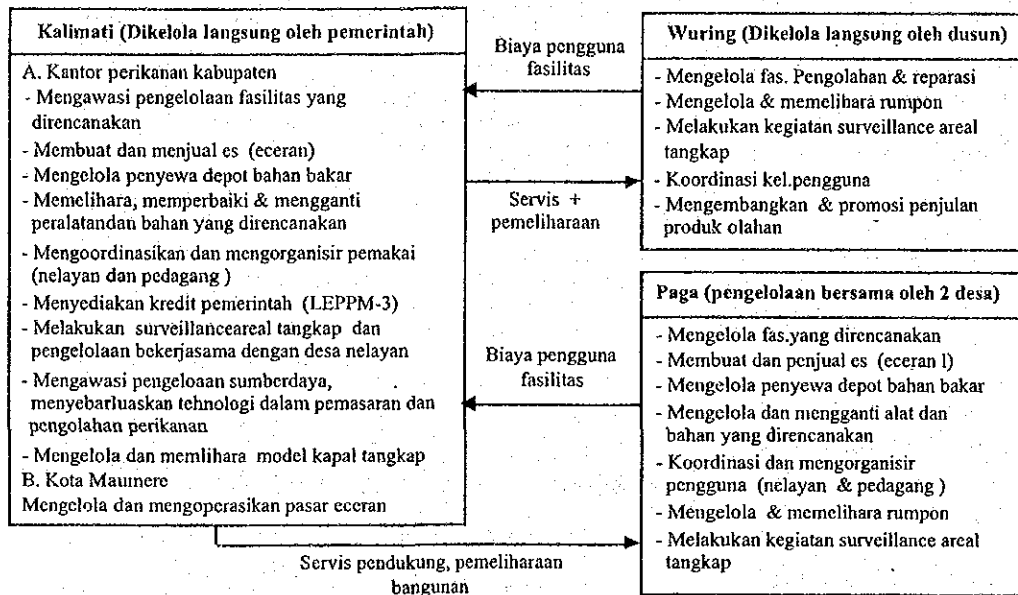 Kalimati (Dikelola langsung oleh pemerintah)
A. Kantor perikanan kabupaten
- Mengawasi pengelolaan fasilitas yang
direncanakan
- Membuat dan menjual es (eceran)
- Mengelola penyewa depot bahan bakar
- Memelihara, memperbaiki & mengganti
peralatandan bahan yang direncanakan
- Mengoordinasikan dan mengorganisir pemakai
(nelayan dan pedagang )
- Menyediakan kredit pemerintah (LEPPM-3)
- Melakukan surveillanceareal tangkap dan
pengelolaan bekerjasama dengan desa nelayan
- Mengawasi pengeloaan sumberdaya,
menyebarluaskan tehnologi dalam pemasaran dan
pengolahan perikanan
- Mengelola dan memlihara model kapal tangkap
B. Kota Maumere
Mengelola dan mengoperasikan pasar eceran
Biaya pengguna
fasilitas
Servis +
pemeliharaan
Biaya pengguna
fasilitas
Servis pendukung, pemeliharaan
bangunan
Wuring (Dikelola langsung oleh dusun)
- Mengelola fas. Pengolahan & reparasi
- Mengelola & memelihara rumpon
- Melakukan kegiatan surveillance areal
tangkap
- Koordinasi kel.pengguna
- Mengembangkan & promosi penjulan
produk olahan
Paga (pengelolaan bersama oleh 2 desa)
- Mengelola fas.yang direncanakan
- Membuat dan penjual es (eceran l)
- Mengelola penyewa depot bahan bakar
- Mengelola dan mengganti alat dan
bahan yang direncanakan
- Koordinasi dan mengorganisir
pengguna (nelayan & pedagang )
- Mengelola & memelihara rumpon
- Melakukan kegiatan surveillance areal
tangkap